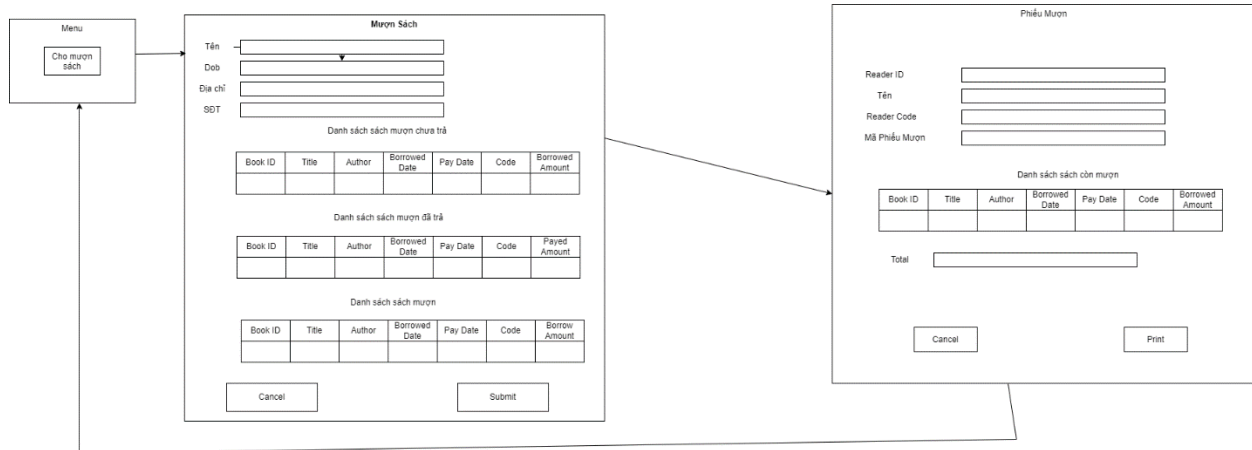 Menu
Cho mượn
sách
Mượn Sách
Tên
Dob
Địa chỉ
SĐT
Danh sách sách mượn chưa trả
Book ID Title Author Borrowed Date Pay Date Code Borrowed Amount
Danh sách sách mượn đã trả
Book ID Title Author Borrowed Date Pay Date Code Payed Amount
Danh sách sách mượn
Book ID Title Author Borrowed Date Pay Date Code Borrow Amount
Cancel Submit
Phiếu Mượn
Reader ID
Tên
Reader Code
Mã Phiếu Mượn
Danh sách sách còn mượn
Book ID Title Author Borrowed Date Pay Date Code Borrowed Amount
Total
Cancel Print